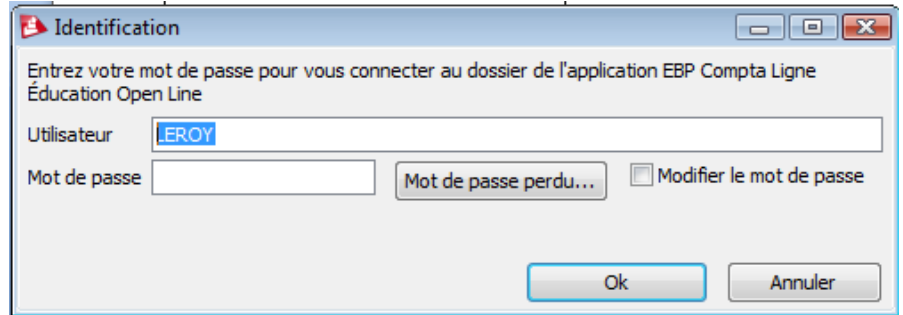 Identification
Entrez votre mot de passe pour vous connecter au dossier de l'application EBP Compta Ligne
Éducation Open Line
Utilisateur LEROY
Mot de passe Mot de passe perdu... Modifier le mot de passe
Ok Annuler